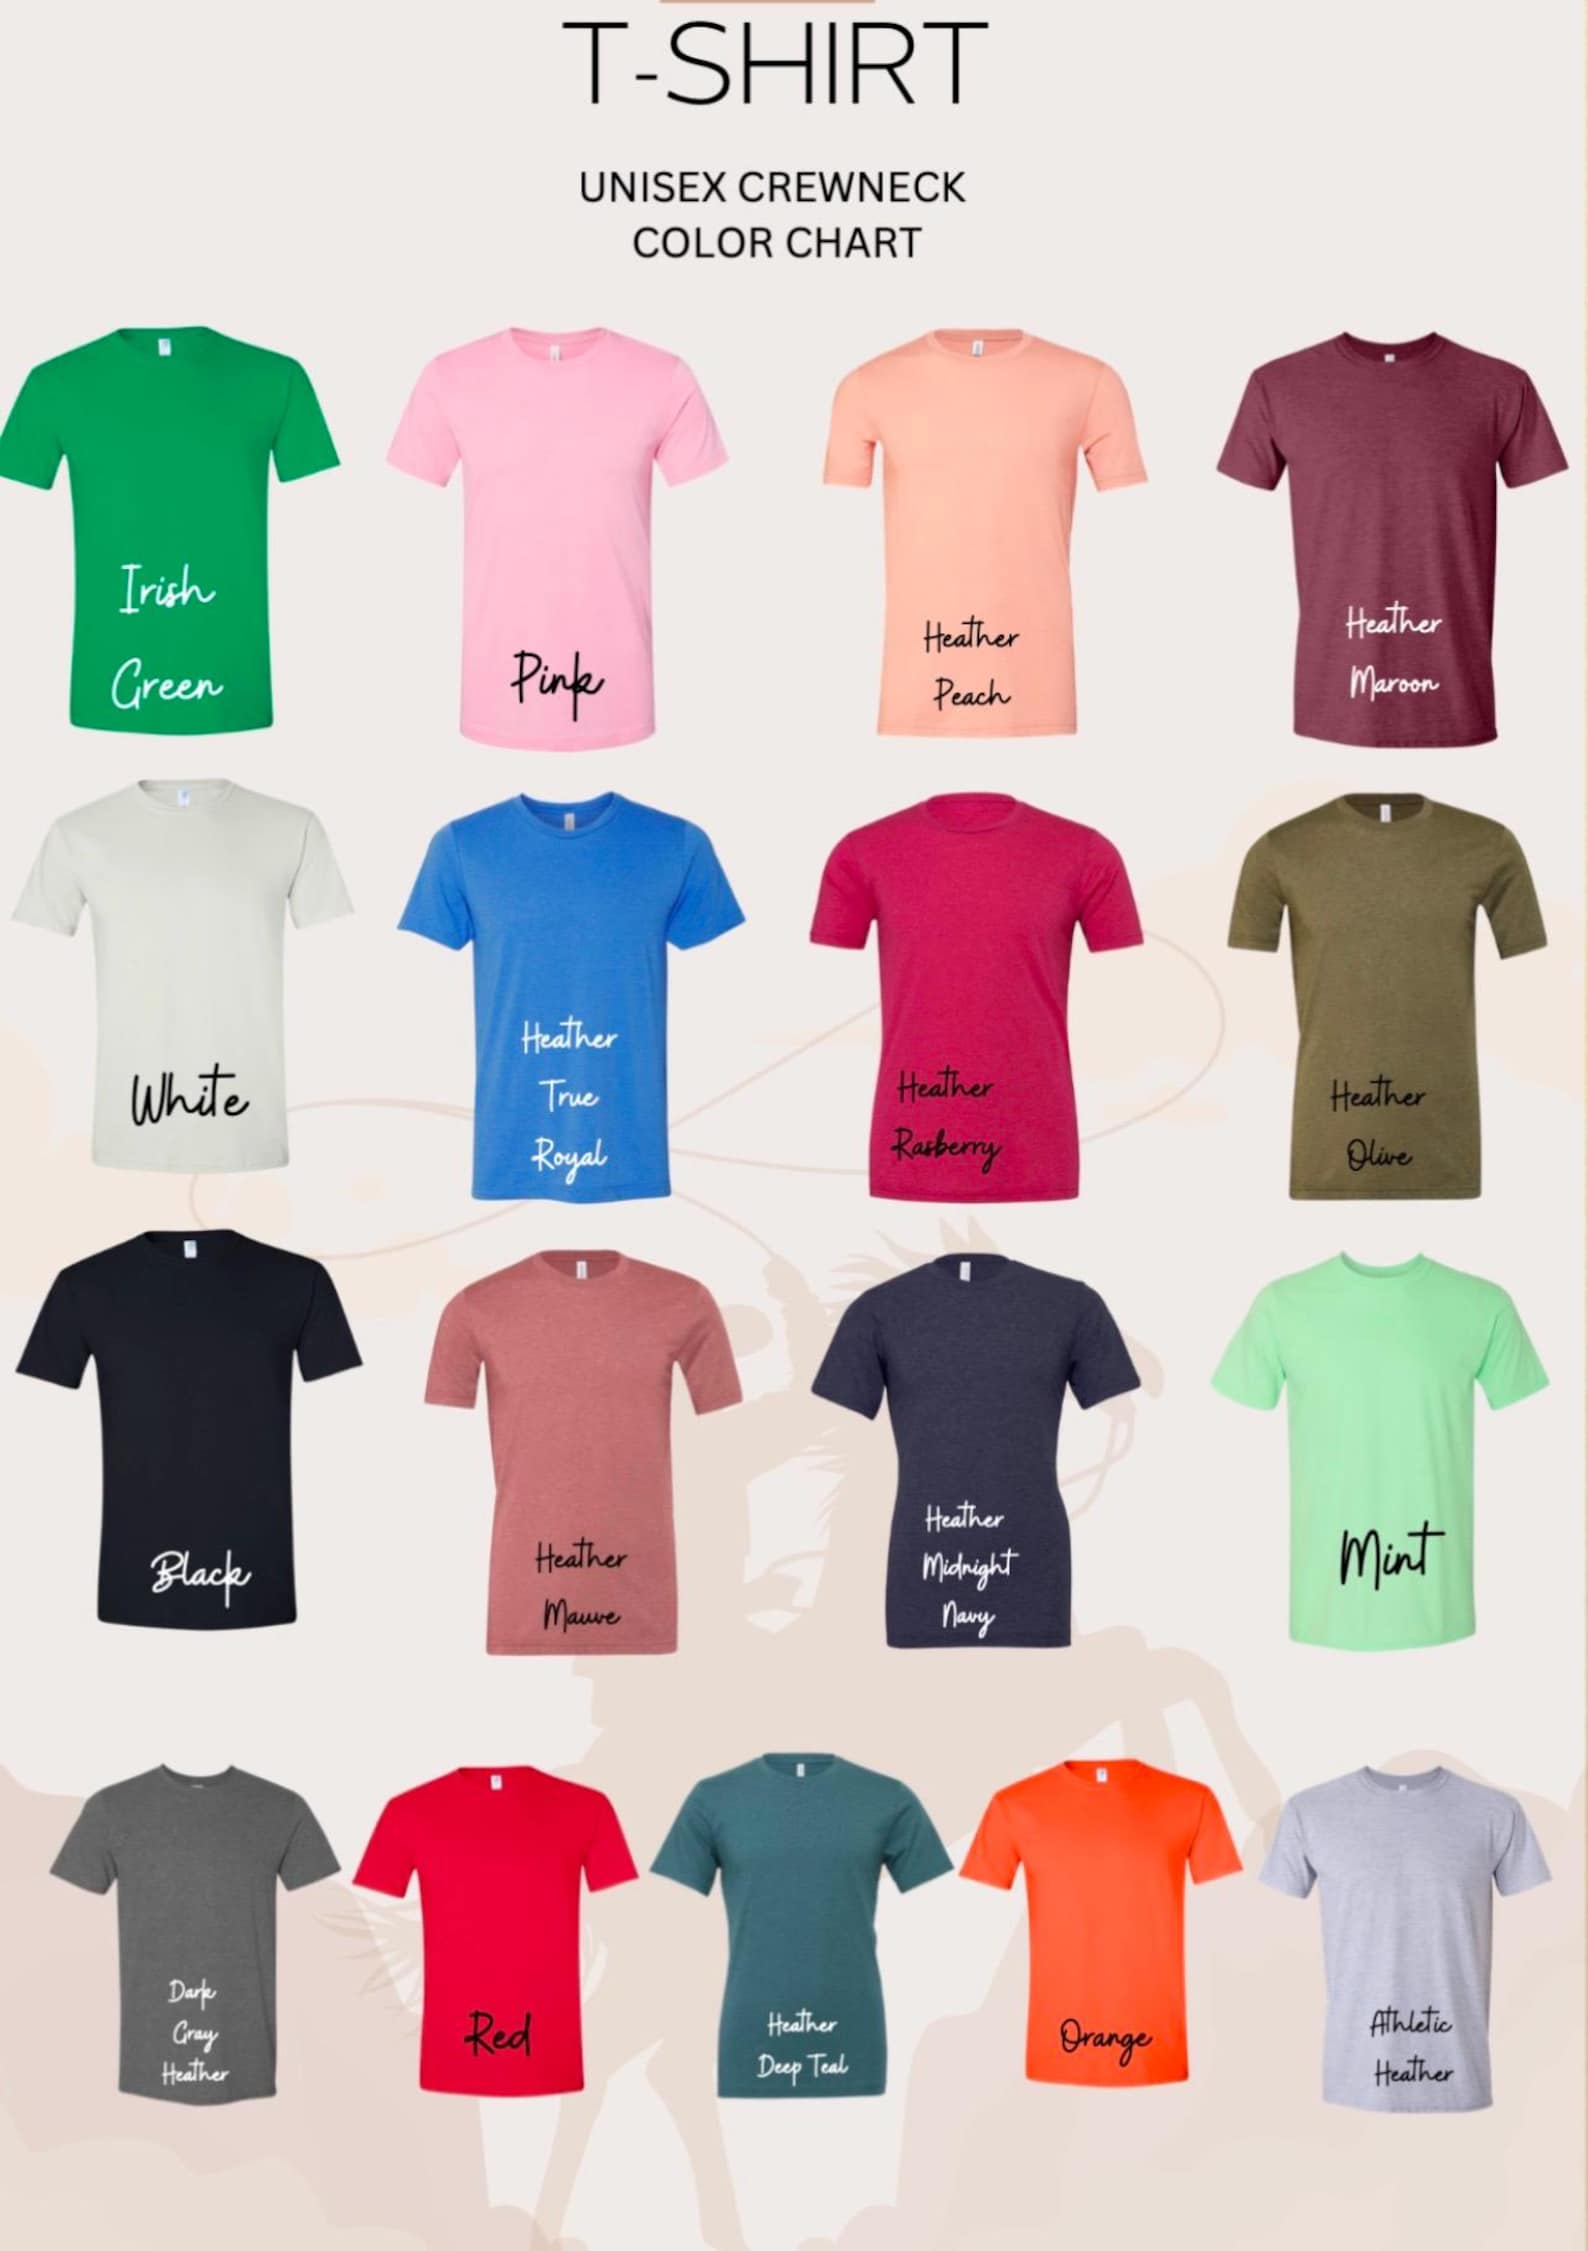 T-SHIRT
UNISEX CREWNECK
COLOR CHART
Irish
Green
Pink
Heather
Peach
Heather
Maroon
White
Heather
True
Royal
Heather
Rasberry
Heather
Olive
Black
Heather
Mauve
Heather
Midnight
Navy
Mint
Dark
Gray
Heather
Red
Heather
Deep Teal
Orange
Athletic
Heather